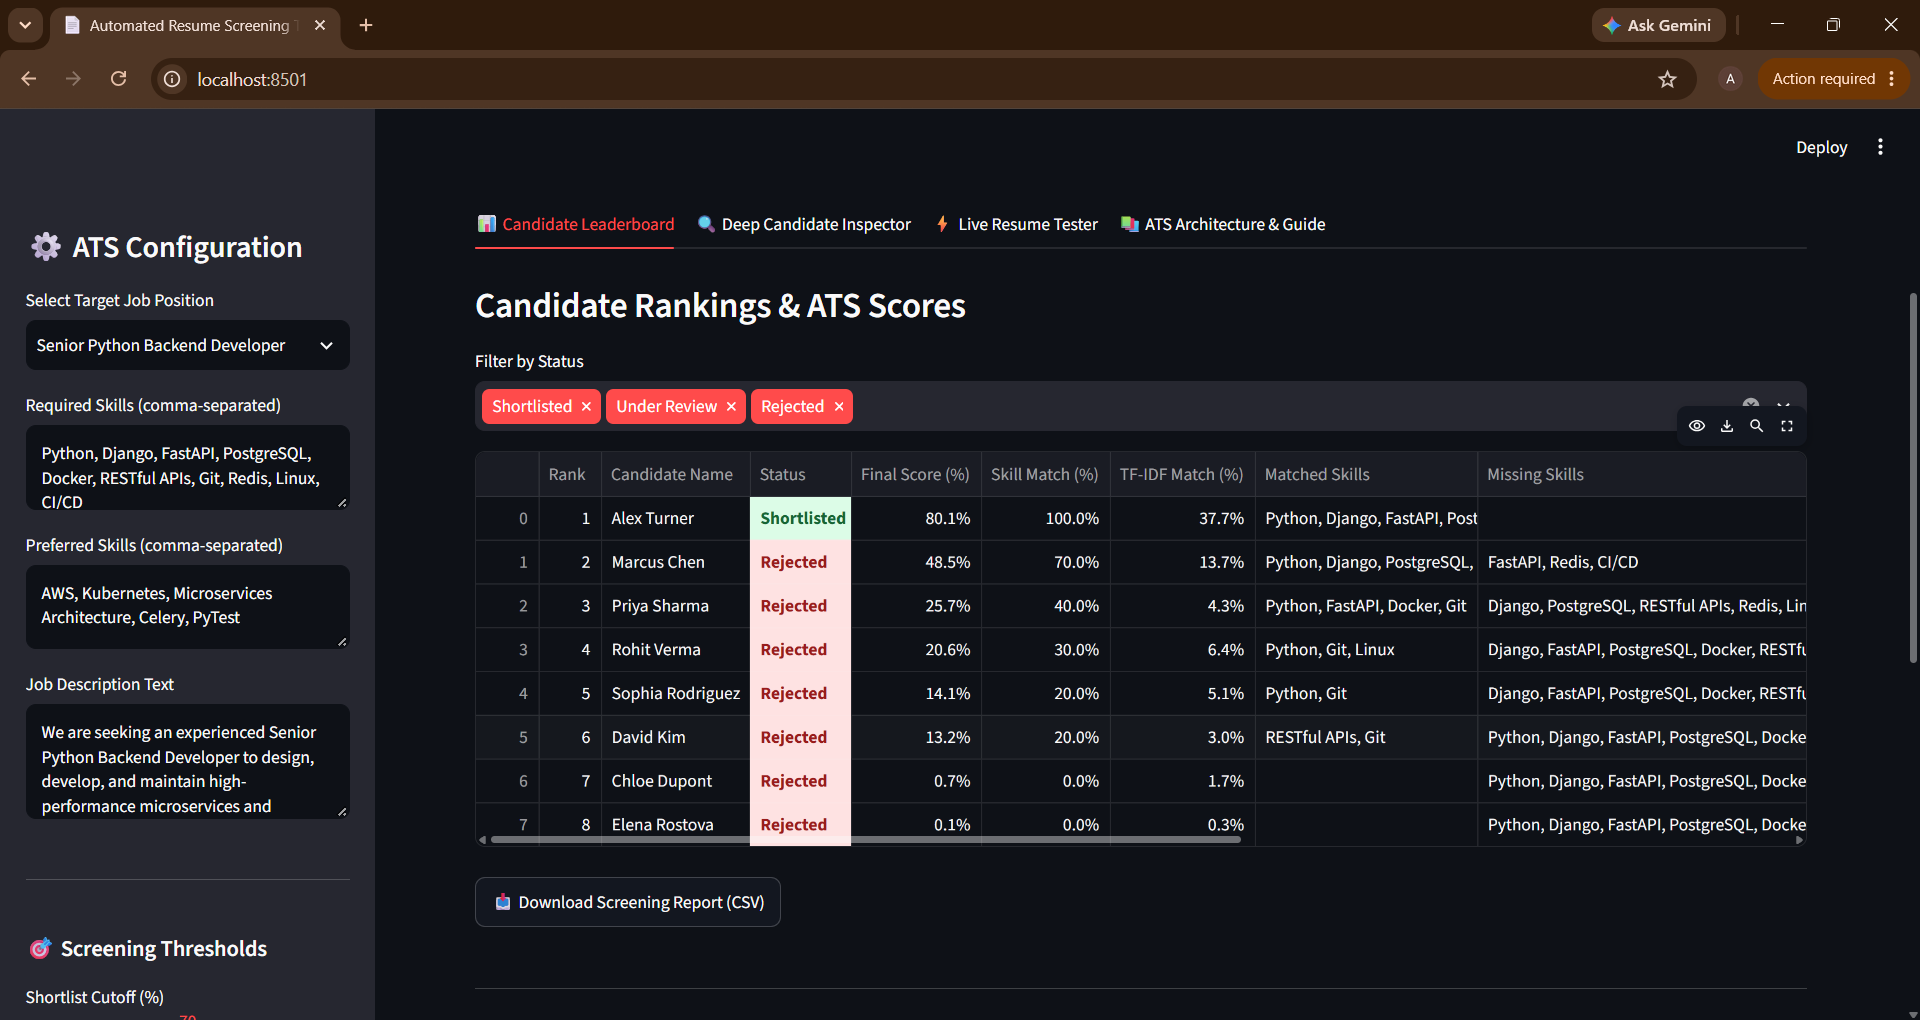 Automated Resume Screening
Ask Gemini
localhost:8501
A
Action required
Deploy
ATS Configuration
Select Target Job Position
Senior Python Backend Developer
Required Skills (comma-separated)
Python, Django, FastAPI, PostgreSQL,
Docker, RESTful APIs, Git, Redis, Linux,
CI/CD
Preferred Skills (comma-separated)
AWS, Kubernetes, Microservices
Architecture, Celery, PyTest
Job Description Text
We are seeking an experienced Senior
Python Backend Developer to design,
develop, and maintain high-
performance microservices and
Screening Thresholds
Shortlist Cutoff (%)
Candidate Leaderboard Deep Candidate Inspector Live Resume Tester ATS Architecture & Guide
Candidate Rankings & ATS Scores
Filter by Status
Shortlisted Under Review Rejected
Rank Candidate Name Status Final Score (%) Skill Match (%) TF-IDF Match (%) Matched Skills Missing Skills
0 1 Alex Turner Shortlisted 80.1% 100.0% 37.7% Python, Django, FastAPI, Post
1 2 Marcus Chen Rejected 48.5% 70.0% 13.7% Python, Django, PostgreSQL, FastAPI, Redis, CI/CD
2 3 Priya Sharma Rejected 25.7% 40.0% 4.3% Python, FastAPI, Docker, Git Django, PostgreSQL, RESTful APIs, Redis, Lin
3 4 Rohit Verma Rejected 20.6% 30.0% 6.4% Python, Git, Linux Django, FastAPI, PostgreSQL, Docker, RESTfu
4 5 Sophia Rodriguez Rejected 14.1% 20.0% 5.1% Python, Git Django, FastAPI, PostgreSQL, Docker, RESTfu
5 6 David Kim Rejected 13.2% 20.0% 3.0% RESTful APIs, Git Python, Django, FastAPI, PostgreSQL, Docke
6 7 Chloe Dupont Rejected 0.7% 0.0% 1.7% Python, Django, FastAPI, PostgreSQL, Docke
7 8 Elena Rostova Rejected 0.1% 0.0% 0.3% Python, Django, FastAPI, PostgreSQL, Docke
Download Screening Report (CSV)